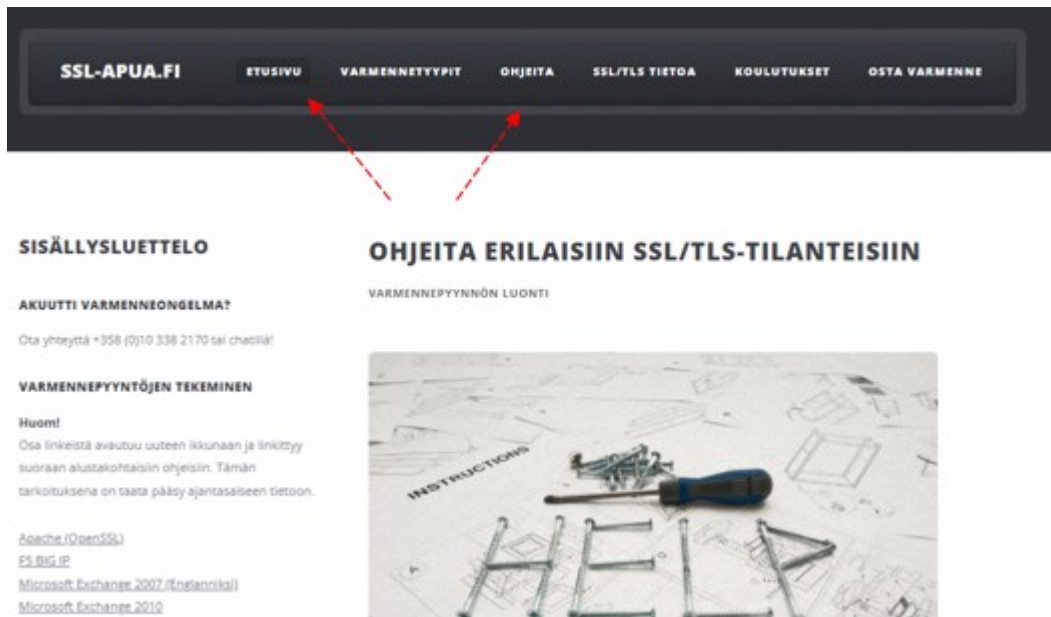 SSL-APUA.FI
ETUSIVU
VARMENNETYYPIT
OHJEITA
SSL/TLS TIETOA
KOULUTUKSET
OSTA VARMENNE
SISÄLLYSLUETTELO
AKUUTTI VARMENNEONGELMA?
Ota yhteyttä +358 (0)10 338 2170 tai chatillä!
VARMENNEPYYNTÖJEN TEKEMINEN
Huom!
Osa linkeistä avautuu uuteen ikkunaan ja linkittyy
suoraan alustakohtaisiin ohjeisiin. Tämän
tarkoituksena on taata pääsy ajantasaiseen tietoon.
Apache (OpenSSL)
F5 BIG IP
Microsoft Exchange 2007 (Englanniksi)
Microsoft Exchange 2010
OHJEITA ERILAISIIN SSL/TLS-TILANTEISIIN
VARMENNEPYYNNÖN LUONTI
INSTRUCTIONS
HELP